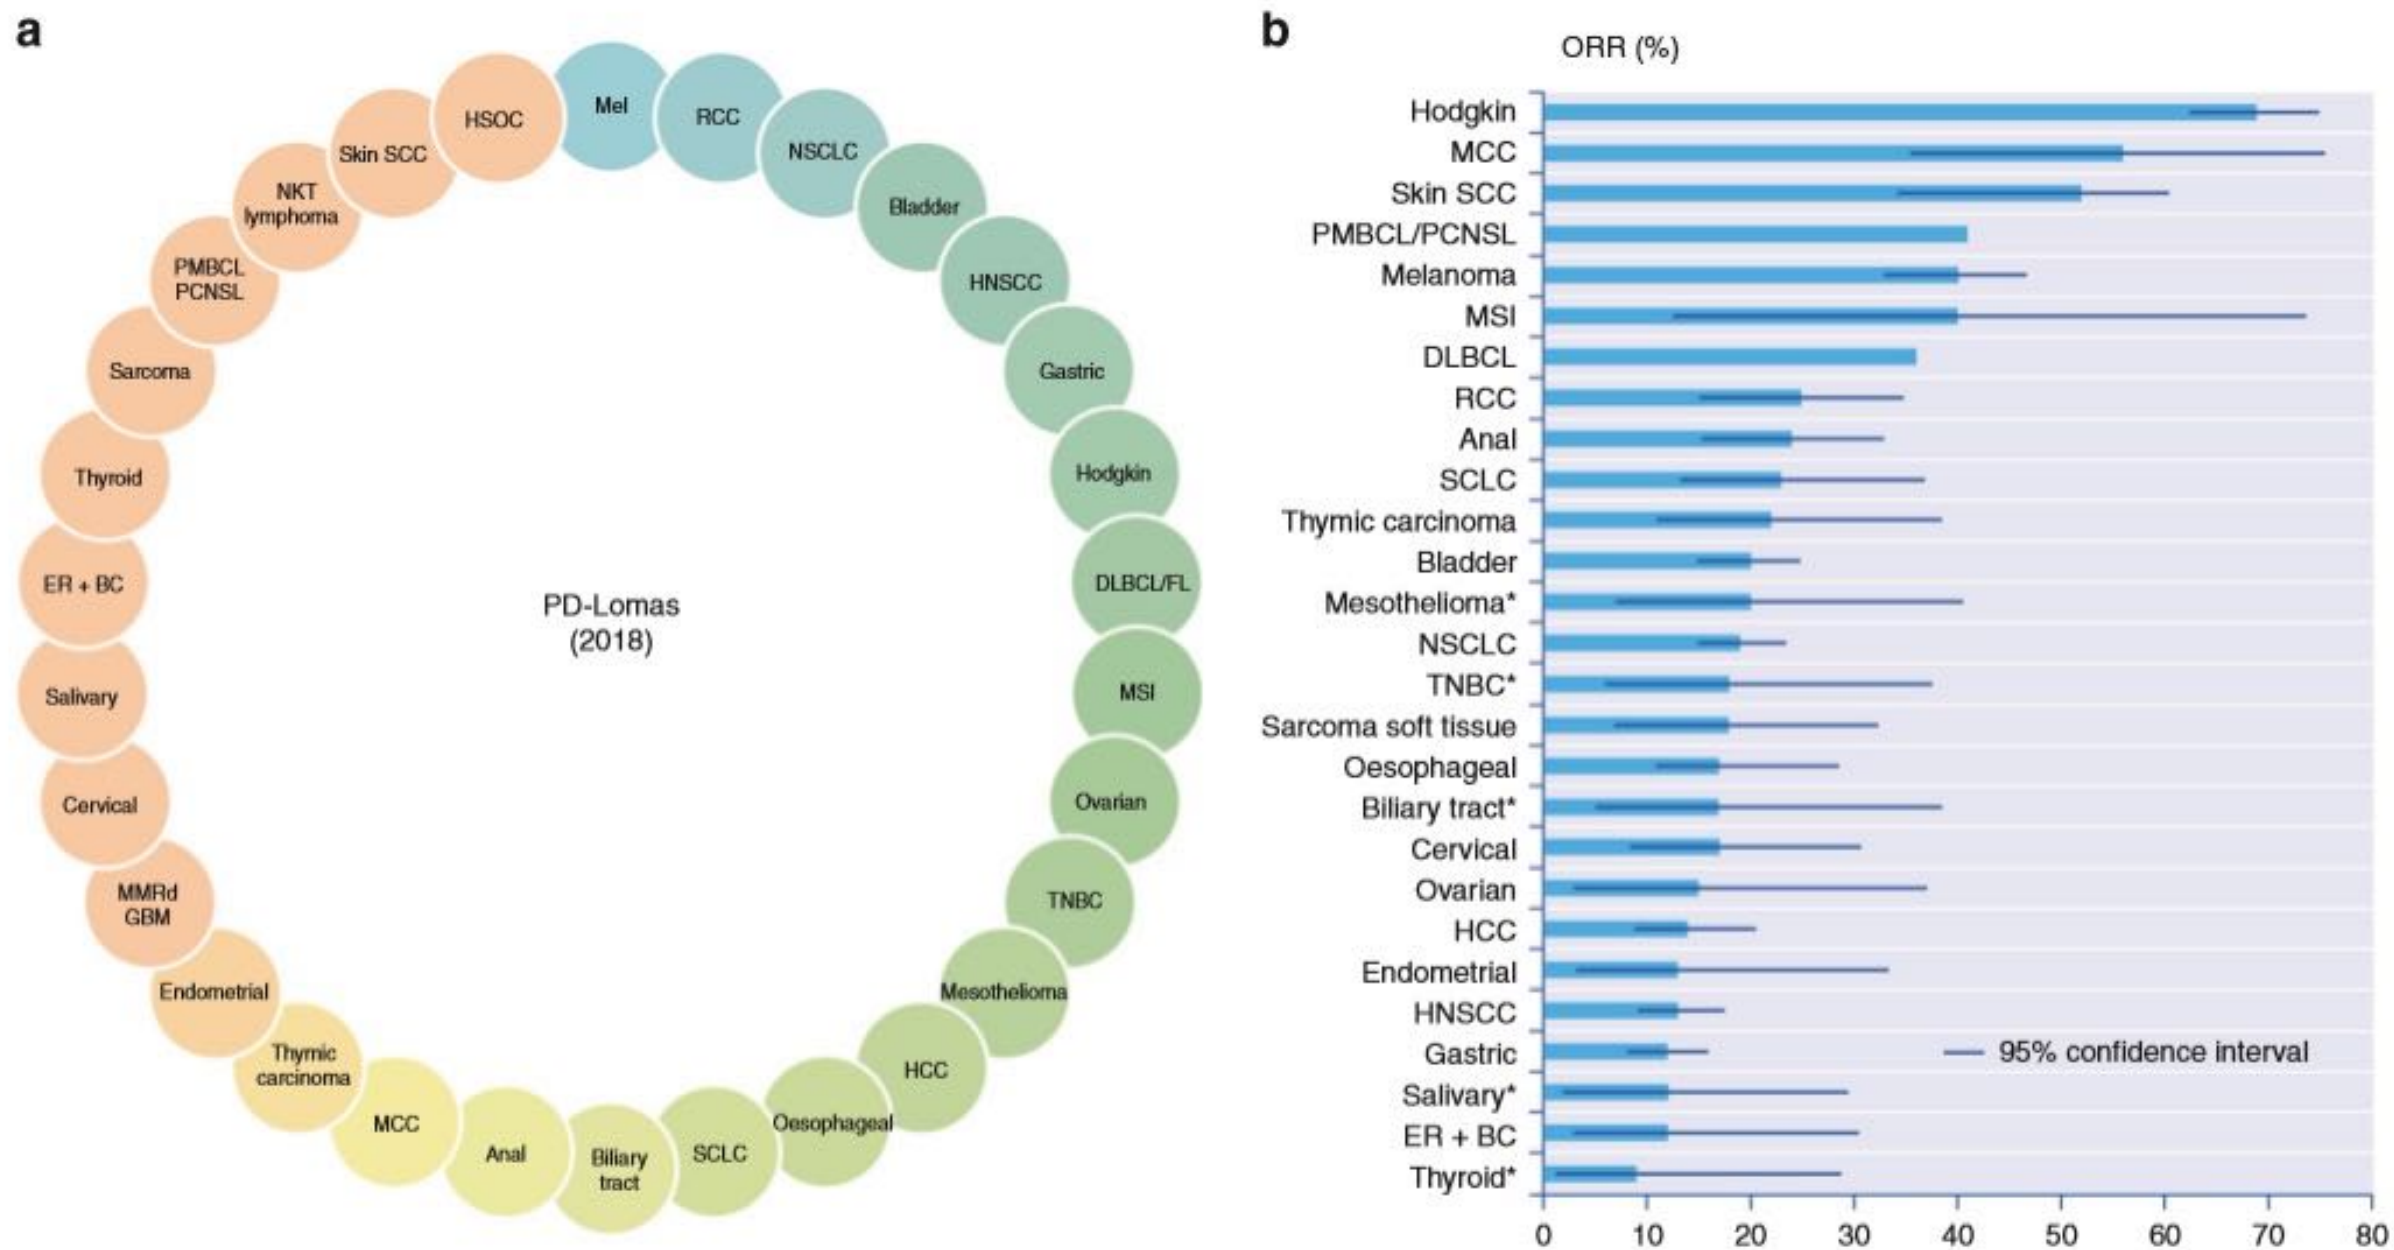 a
Mel
RCC
NSCLC
Bladder
HNSCC
Gastric
Hodgkin
DLBCL/FL
MSI
Ovarian
TNBC
Mesothelioma
HCC
Oesophageal
SCLC
Biliary
tract
Anal
MCC
Thymic
carcinoma
Endometrial
MMRd
GBM
Cervical
Salivary
ER + BC
Thyroid
Sarcoma
PMBCL
PCNSL
NKT
lymphoma
Skin SCC
HSOC
PD-Lomas
(2018)
b
ORR (%)
Hodgkin
MCC
Skin SCC
PMBCL/PCNSL
Melanoma
MSI
DLBCL
RCC
Anal
SCLC
Thymic carcinoma
Bladder
Mesothelioma*
NSCLC
TNBC*
Sarcoma soft tissue
Oesophageal
Biliary tract*
Cervical
Ovarian
HCC
Endometrial
HNSCC
Gastric
Salivary*
ER + BC
Thyroid*
95% confidence interval
0 10 20 30 40 50 60 70 80